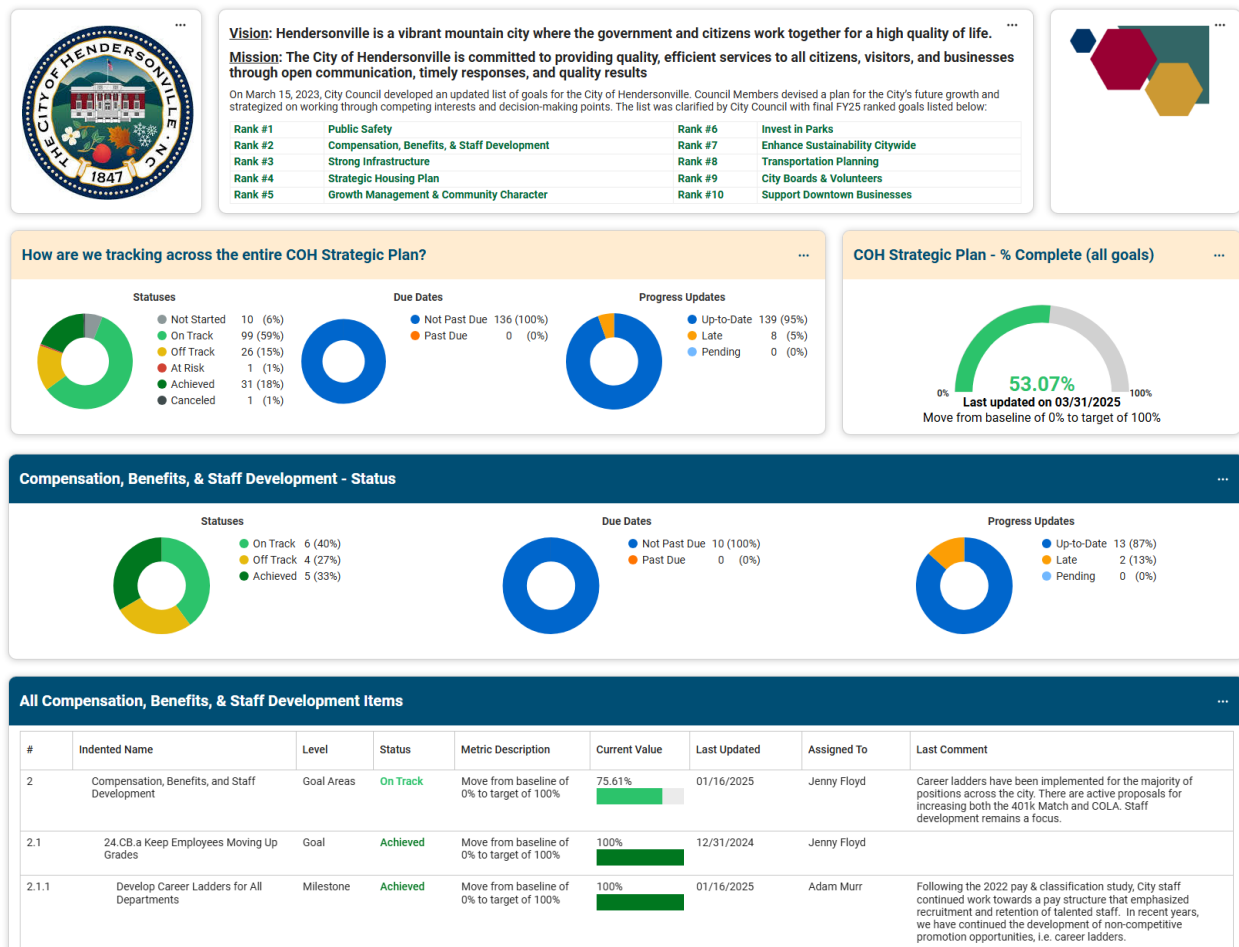 THE CITY OF HENDERSONVILLE · NC
1847
...
Vision: Hendersonville is a vibrant mountain city where the government and citizens work together for a high quality of life.
...
Mission: The City of Hendersonville is committed to providing quality, efficient services to all citizens, visitors, and businesses
through open communication, timely responses, and quality results
On March 15, 2023, City Council developed an updated list of goals for the City of Hendersonville. Council Members devised a plan for the City's future growth and
strategized on working through competing interests and decision-making points. The list was clarified by City Council with final FY25 ranked goals listed below:
Rank #1 Public Safety Rank #6 Invest in Parks
Rank #2 Compensation, Benefits, & Staff Development Rank #7 Enhance Sustainability Citywide
Rank #3 Strong Infrastructure Rank #8 Transportation Planning
Rank #4 Strategic Housing Plan Rank #9 City Boards & Volunteers
Rank #5 Growth Management & Community Character Rank #10 Support Downtown Businesses
...
How are we tracking across the entire COH Strategic Plan? ...
Statuses
Not Started 10 (6%)
On Track 99 (59%)
Off Track 26 (15%)
At Risk 1 (1%)
Achieved 31 (18%)
Canceled 1 (1%)
Due Dates
Not Past Due 136 (100%)
Past Due 0 (0%)
Progress Updates
Up-to-Date 139 (95%)
Late 8 (5%)
Pending 0 (0%)
COH Strategic Plan - % Complete (all goals) ...
53.07%
0% 100%
Last updated on 03/31/2025
Move from baseline of 0% to target of 100%
Compensation, Benefits, & Staff Development - Status ...
Statuses
On Track 6 (40%)
Off Track 4 (27%)
Achieved 5 (33%)
Due Dates
Not Past Due 10 (100%)
Past Due 0 (0%)
Progress Updates
Up-to-Date 13 (87%)
Late 2 (13%)
Pending 0 (0%)
All Compensation, Benefits, & Staff Development Items ...
# Indented Name Level Status Metric Description Current Value Last Updated Assigned To Last Comment
2 Compensation, Benefits, and Staff Goal Areas On Track Move from baseline of 75.61% 01/16/2025 Jenny Floyd Career ladders have been implemented for the majority of
Development 0% to target of 100% positions across the city. There are active proposals for
increasing both the 401k Match and COLA. Staff
development remains a focus.
2.1 24.CB.a Keep Employees Moving Up Goal Achieved Move from baseline of 100% 12/31/2024 Jenny Floyd
Grades 0% to target of 100%
2.1.1 Develop Career Ladders for All Milestone Achieved Move from baseline of 100% 01/16/2025 Adam Murr Following the 2022 pay & classification study, City staff
Departments 0% to target of 100% continued work towards a pay structure that emphasized
recruitment and retention of talented staff. In recent years,
we have continued the development of non-competitive
promotion opportunities, i.e. career ladders.